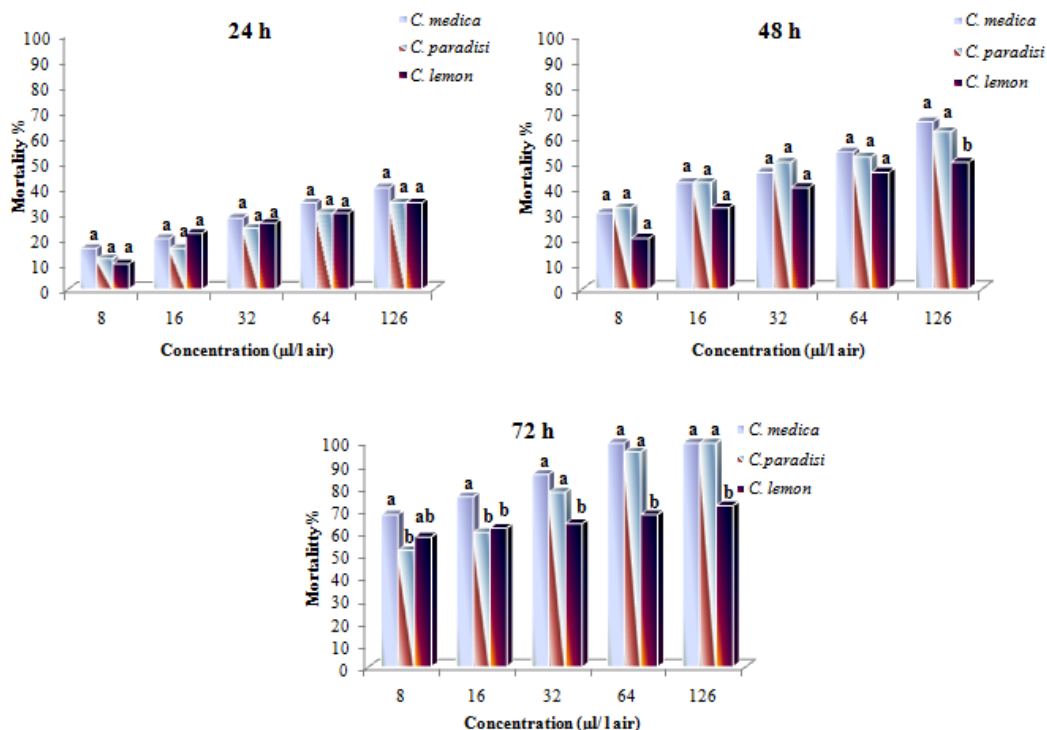 24 h
C. medica
C. paradisi
C. lemon
Mortality %
100
90
80
70
60
50
40
30
20
10
0
a a a
a a a
a a a
a a a
a a a
8 16 32 64 126
Concentration (µl/l air)
48 h
C. medica
C. paradisi
C. lemon
Mortality %
100
90
80
70
60
50
40
30
20
10
0
a a a
a a a
a a a
a a a
a a b
8 16 32 64 126
Concentration (µl/l air)
72 h
C. medica
C.paradisi
C. lemon
Mortalitty%
100
90
80
70
60
50
40
30
20
10
0
a b ab
a b b
a a b
a a b
a a b
8 16 32 64 126
Concentration (µl/ l air)